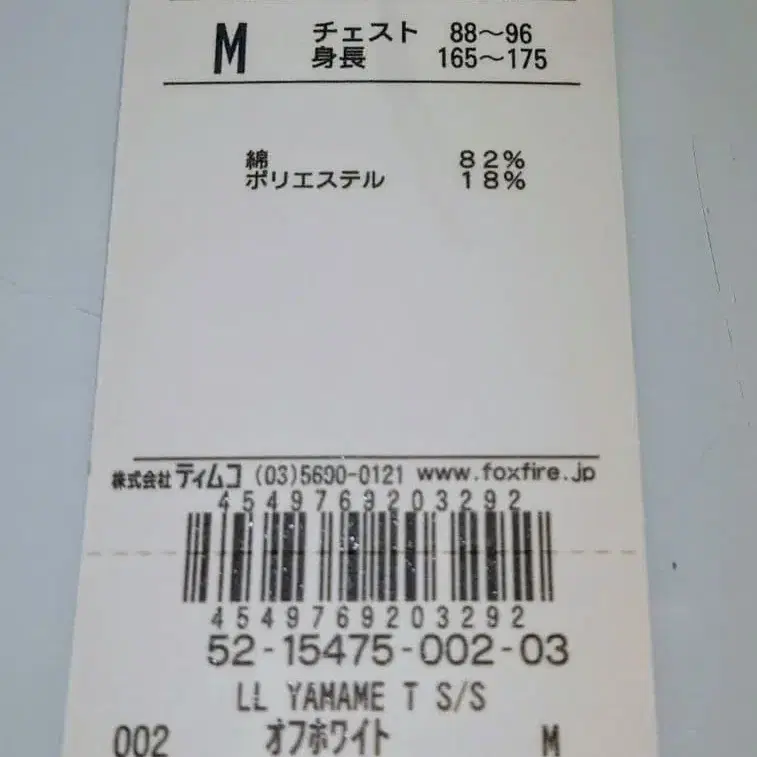 M チェスト 88～96
身長 165～175
綿 82%
ポリエステル 18%
株式会社ティムコ (03)5690-0121 www.foxfire.jp
4549769203292
4549769203292
52-15475-002-03
LL YAMAME T S/S
002 オフホワイト M